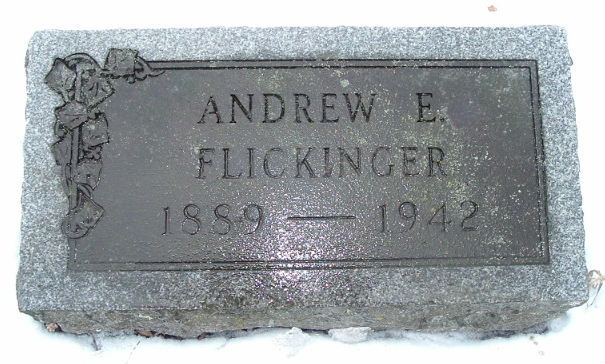 ANDREW E.
FLICKINGER
1889 — 1942